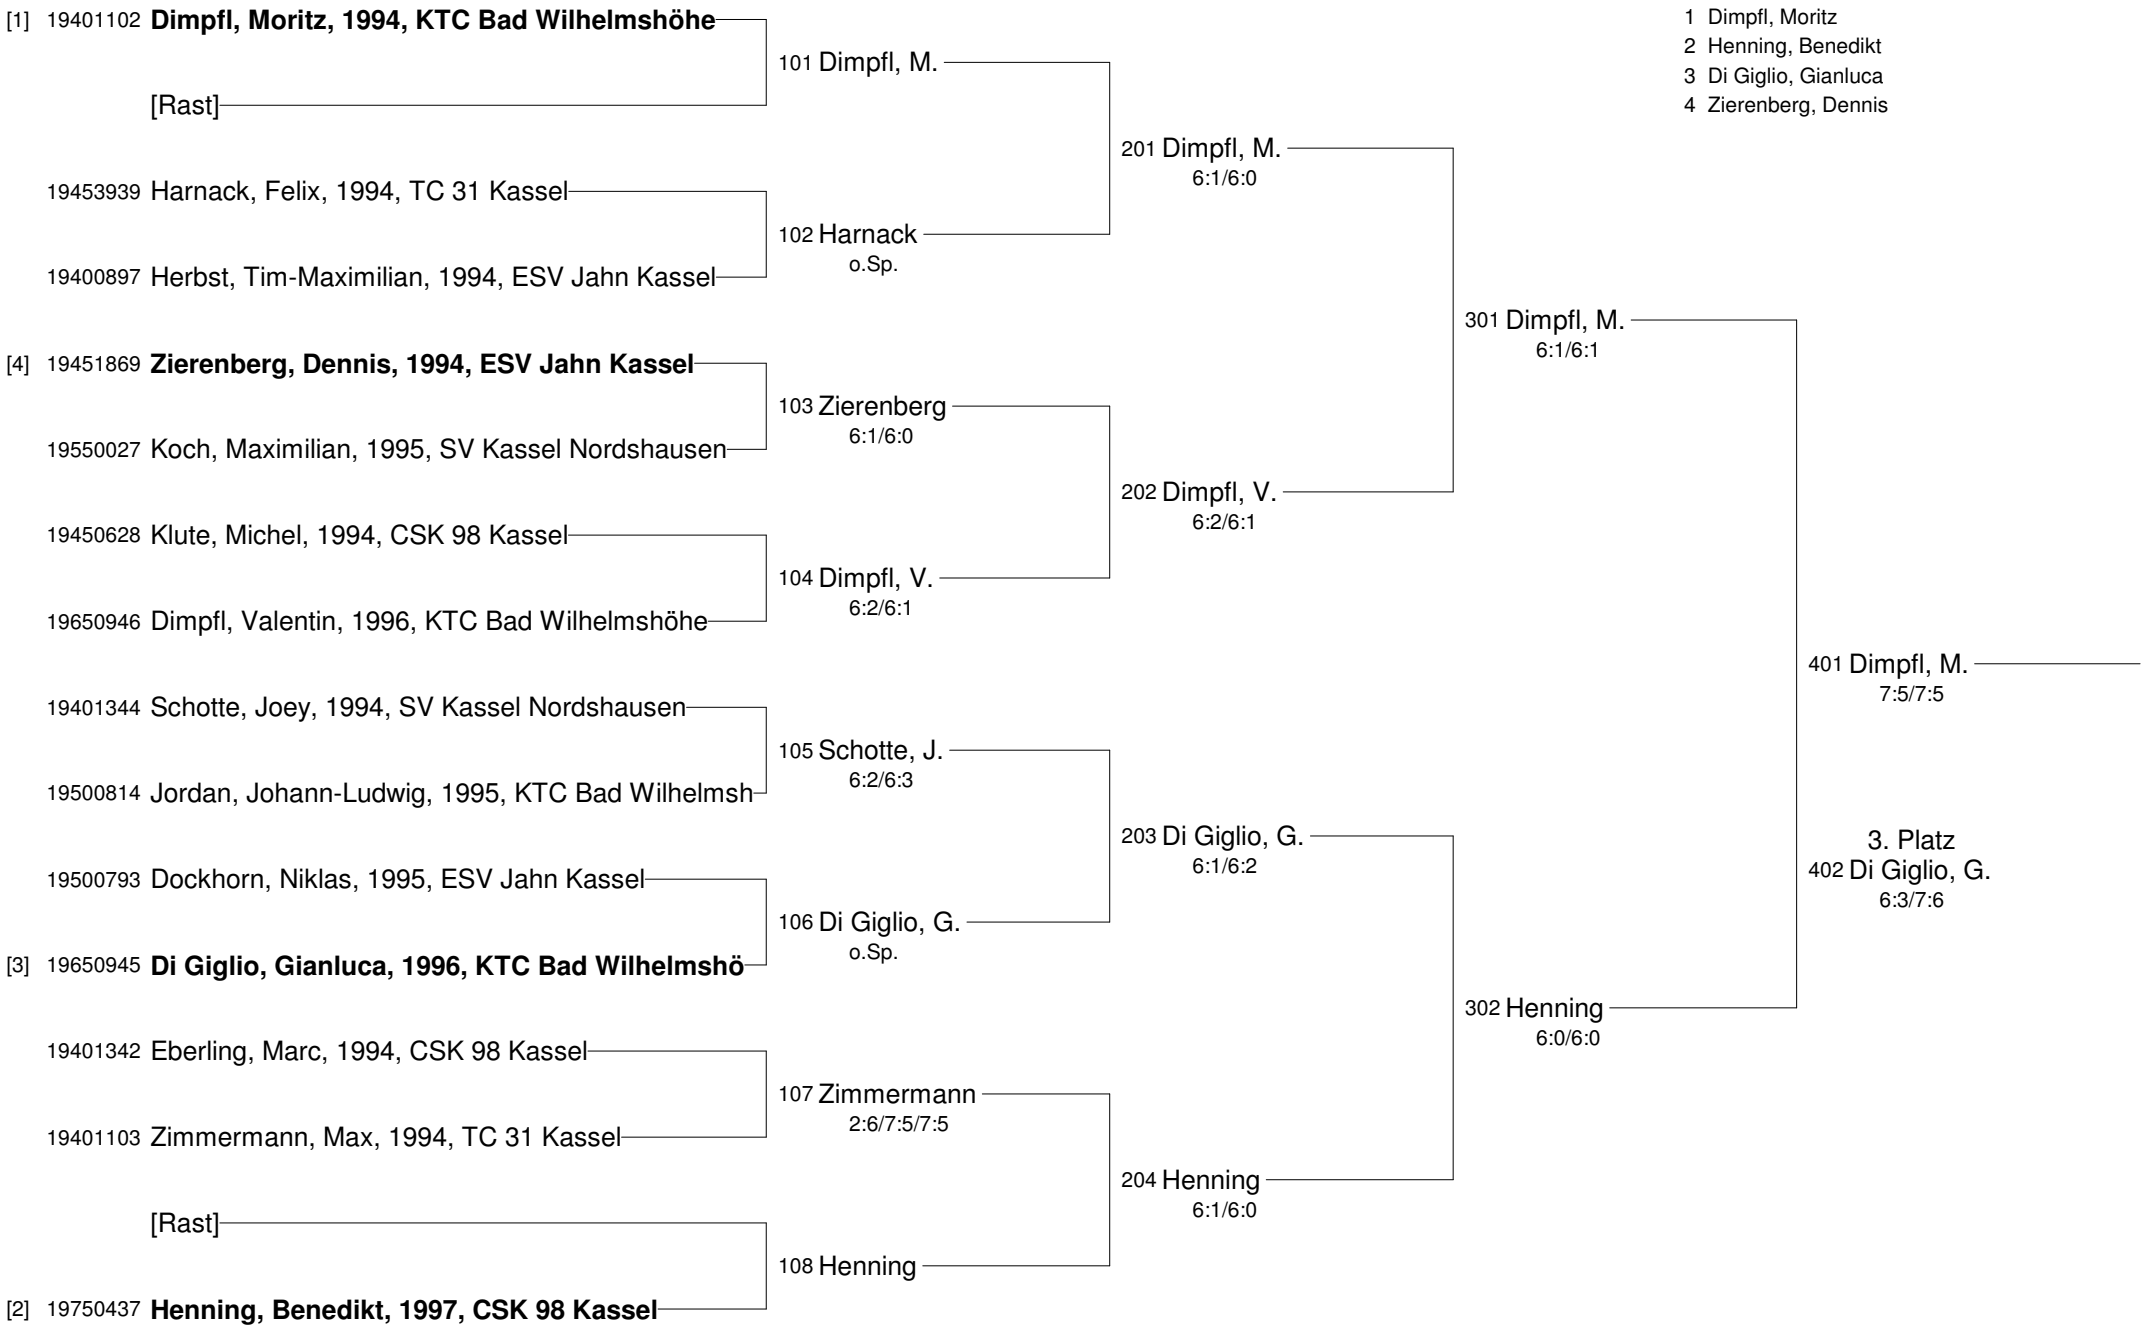 [1] 19401102 Dimpfl, Moritz, 1994, KTC Bad Wilhelmshöhe
[Rast]
19453939 Harnack, Felix, 1994, TC 31 Kassel
19400897 Herbst, Tim-Maximilian, 1994, ESV Jahn Kassel
[4] 19451869 Zierenberg, Dennis, 1994, ESV Jahn Kassel
19550027 Koch, Maximilian, 1995, SV Kassel Nordshausen
19450628 Klute, Michel, 1994, CSK 98 Kassel
19650946 Dimpfl, Valentin, 1996, KTC Bad Wilhelmshöhe
19401344 Schotte, Joey, 1994, SV Kassel Nordshausen
19500814 Jordan, Johann-Ludwig, 1995, KTC Bad Wilhelmsh
19500793 Dockhorn, Niklas, 1995, ESV Jahn Kassel
[3] 19650945 Di Giglio, Gianluca, 1996, KTC Bad Wilhelmshö
19401342 Eberling, Marc, 1994, CSK 98 Kassel
19401103 Zimmermann, Max, 1994, TC 31 Kassel
[Rast]
[2] 19750437 Henning, Benedikt, 1997, CSK 98 Kassel
101 Dimpfl, M.
102 Harnack
o.Sp.
103 Zierenberg
6:1/6:0
104 Dimpfl, V.
6:2/6:1
105 Schotte, J.
6:2/6:3
106 Di Giglio, G.
o.Sp.
107 Zimmermann
2:6/7:5/7:5
108 Henning
201 Dimpfl, M.
6:1/6:0
202 Dimpfl, V.
6:2/6:1
203 Di Giglio, G.
6:1/6:2
204 Henning
6:1/6:0
301 Dimpfl, M.
6:1/6:1
302 Henning
6:0/6:0
401 Dimpfl, M.
7:5/7:5
3. Platz
402 Di Giglio, G.
6:3/7:6
1 Dimpfl, Moritz
2 Henning, Benedikt
3 Di Giglio, Gianluca
4 Zierenberg, Dennis